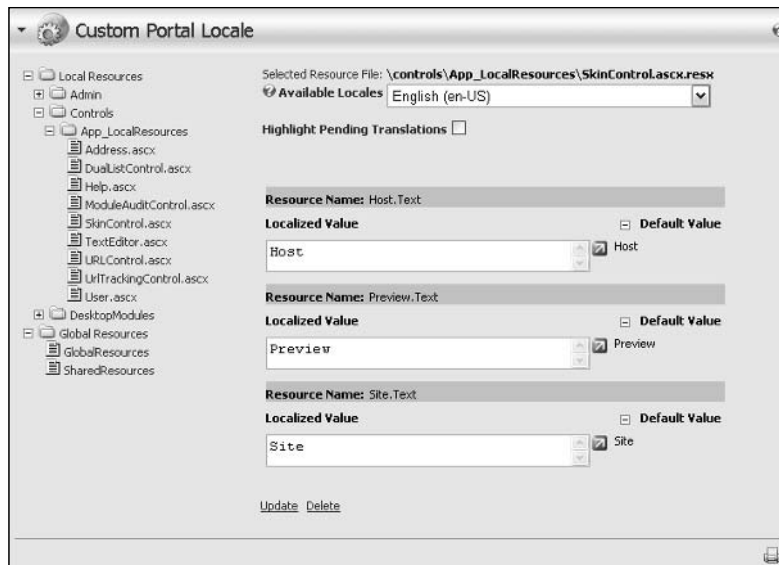 Custom Portal Locale
Local Resources
Admin
Controls
App_LocalResources
Address.ascx
DualListControl.ascx
Help.ascx
ModuleAuditControl.ascx
SkinControl.ascx
TextEditor.ascx
URLControl.ascx
UrlTrackingControl.ascx
User.ascx
DesktopModules
Global Resources
GlobalResources
SharedResources
Selected Resource File: \controls\App_LocalResources\SkinControl.ascx.resx
Available Locales English (en-US)
Highlight Pending Translations
Resource Name: Host.Text
Localized Value Default Value
Host Host
Resource Name: Preview.Text
Localized Value Default Value
Preview Preview
Resource Name: Site.Text
Localized Value Default Value
Site Site
Update Delete